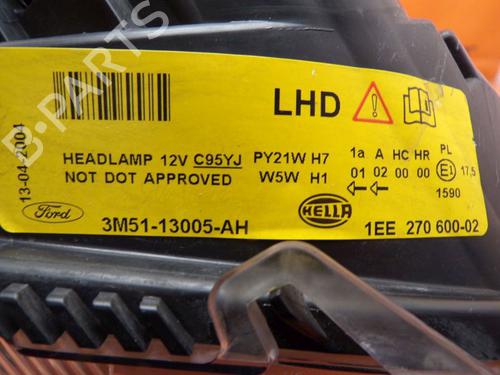 LHD
13-04-2004
HEADLAMP 12V C95YJ PY21W H7 1a A HC HR PL
NOT DOT APPROVED W5W H1 01 02 00 00 E1 17,5
1590
Ford 3M51-13005-AH HELLA 1EE 270 600-02
B-PARTS